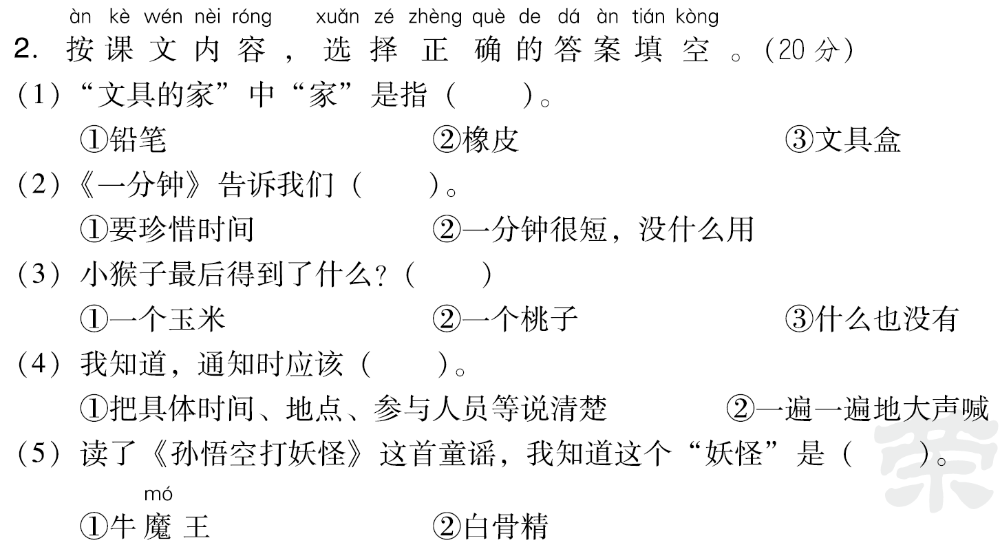 àn kè wén nèi róng xuǎn zé zhèng què de dá àn tián kòng
2. 按课文内容，选择正确的答案填空。(20分)
(1) “文具的家”中“家”是指（　　）。
①铅笔 ②橡皮 ③文具盒
(2)《一分钟》告诉我们（　　）。
①要珍惜时间 ②一分钟很短，没什么用
(3) 小猴子最后得到了什么?（　　）
①一个玉米 ②一个桃子 ③什么也没有
(4) 我知道，通知时应该（　　）。
①把具体时间、地点、参与人员等说清楚 ②一遍一遍地大声喊
(5) 读了《孙悟空打妖怪》这首童谣，我知道这个“妖怪”是（　　）。
mó
①牛魔王 ②白骨精
荣